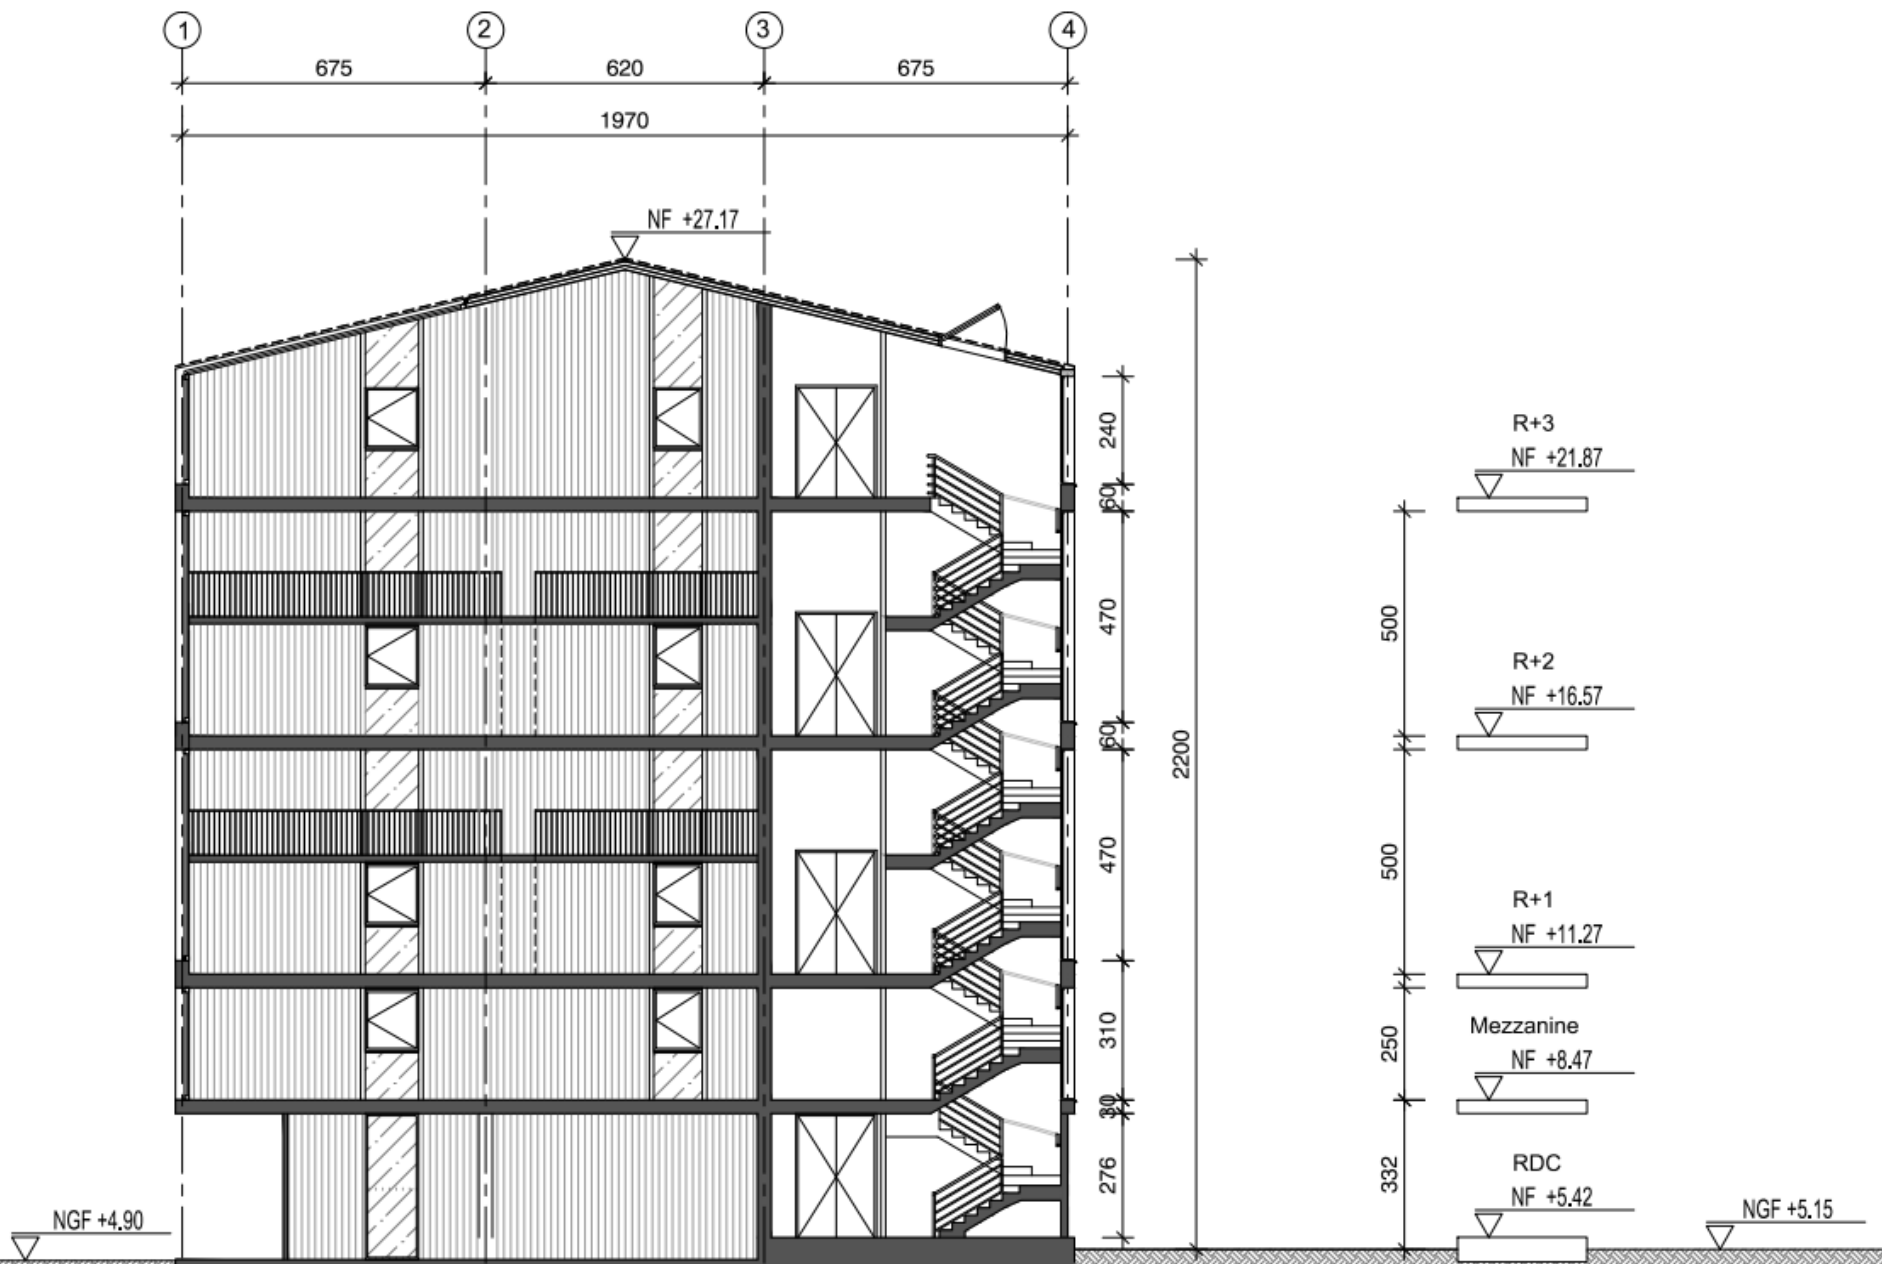 1 2 3 4
675 620 675
1970
NF +27.17
240
60
470
60
470
310
30
276
2200
500
500
250
332
R+3
NF +21.87
R+2
NF +16.57
R+1
NF +11.27
Mezzanine
NF +8.47
RDC
NF +5.42
NGF +4.90
NGF +5.15